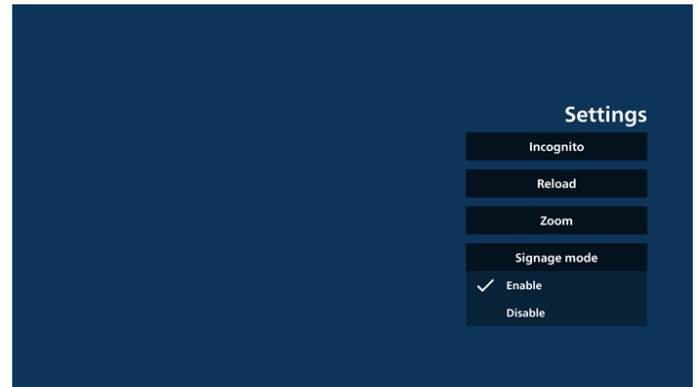 Settings
Incognito
Reload
Zoom
Signage mode
Enable
Disable